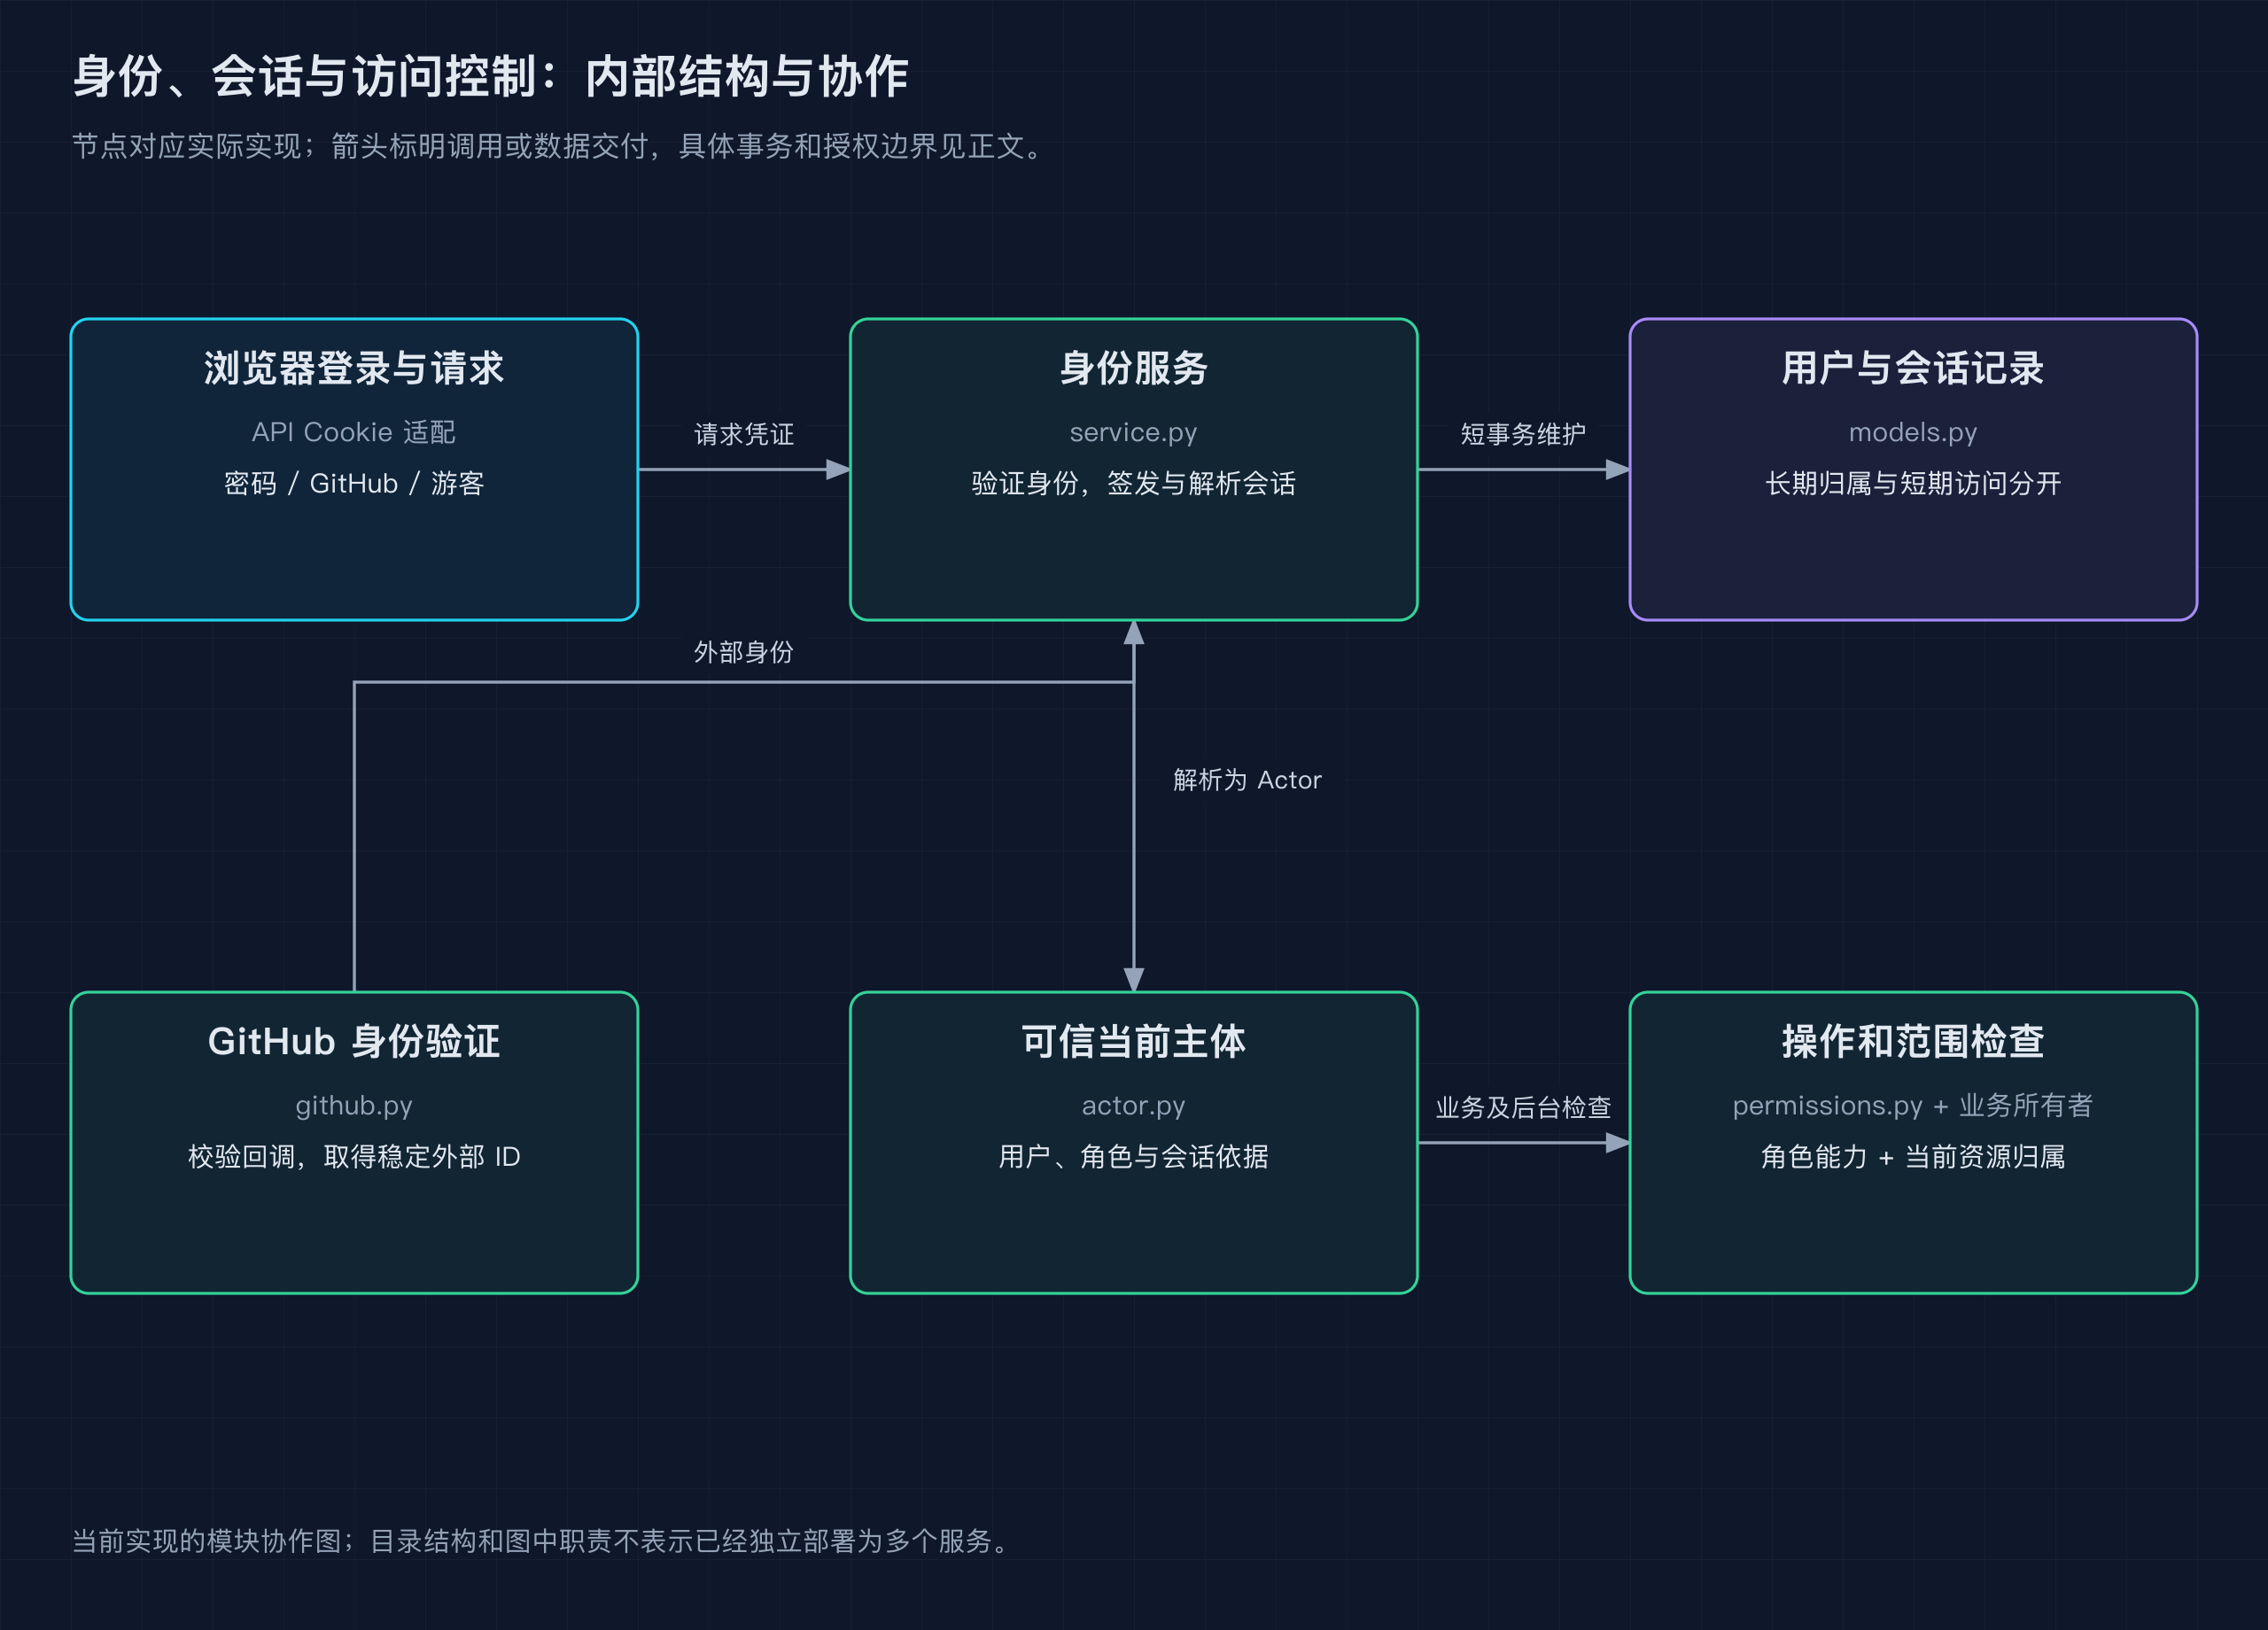 身份、会话与访问控制：内部结构与协作
节点对应实际实现；箭头标明调用或数据交付，具体事务和授权边界见正文。
浏览器登录与请求
API Cookie 适配
密码 / GitHub / 游客
请求凭证
身份服务
service.py
验证身份，签发与解析会话
短事务维护
用户与会话记录
models.py
长期归属与短期访问分开
外部身份
解析为 Actor
GitHub 身份验证
github.py
校验回调，取得稳定外部 ID
可信当前主体
actor.py
用户、角色与会话依据
业务及后台检查
操作和范围检查
permissions.py + 业务所有者
角色能力 + 当前资源归属
当前实现的模块协作图；目录结构和图中职责不表示已经独立部署为多个服务。